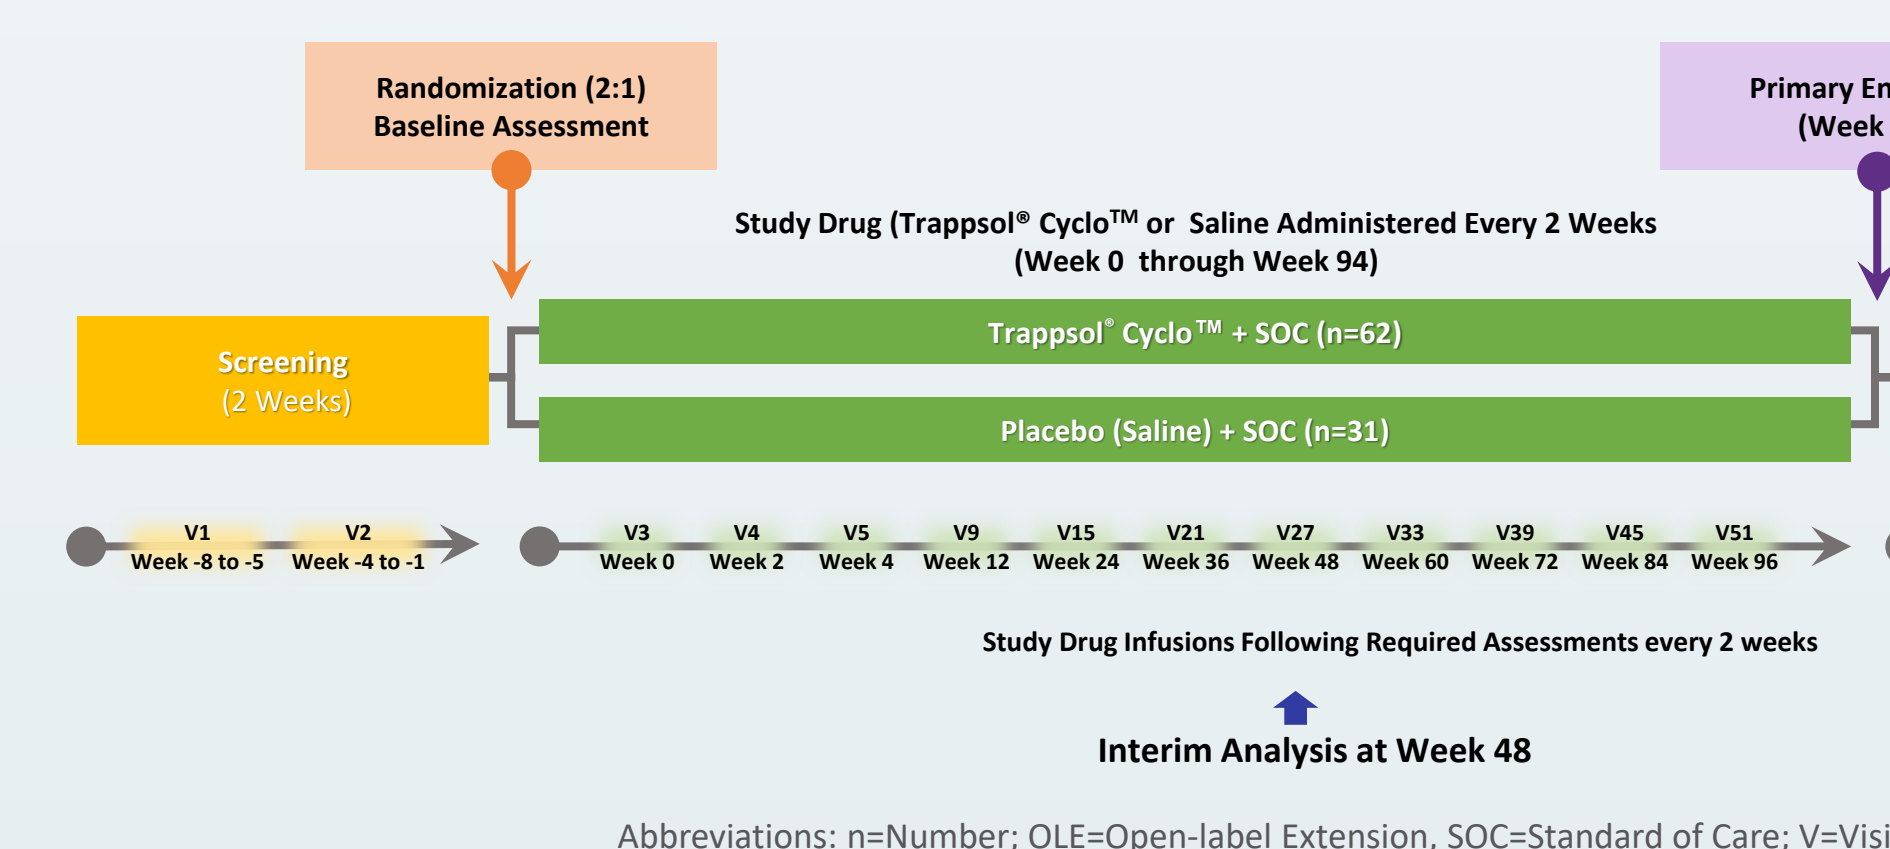 Randomization (2:1)
Baseline Assessment
Primary En
(Week
Study Drug (Trappsol® Cyclo™ or  Saline Administered Every 2 Weeks
(Week 0  through Week 94)
Screening
(2 Weeks)
Trappsol® Cyclo™ + SOC (n=62)
Placebo (Saline) + SOC (n=31)
V1
Week -8 to -5
V2
Week -4 to -1
V3
Week 0
V4
Week 2
V5
Week 4
V9
Week 12
V15
Week 24
V21
Week 36
V27
Week 48
V33
Week 60
V39
Week 72
V45
Week 84
V51
Week 96
Study Drug Infusions Following Required Assessments every 2 weeks
Interim Analysis at Week 48
Abbreviations: n=Number; OLE=Open-label Extension, SOC=Standard of Care; V=Visi